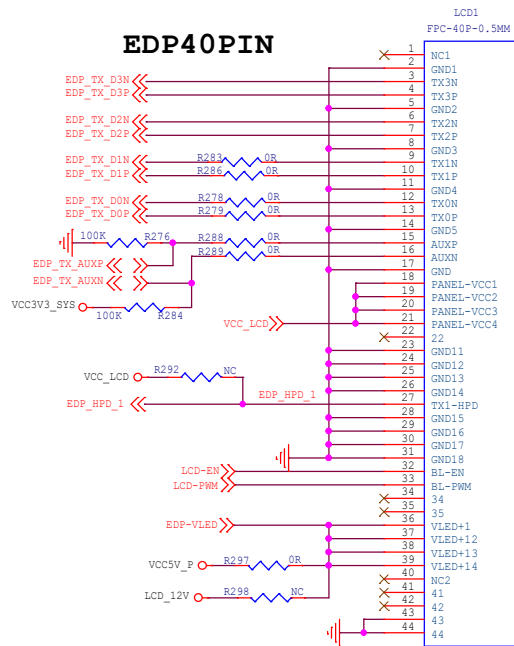 LCD1
FPC-40P-0.5MM
EDP40PIN
1 NC1
2 GND1
EDP_TX_D3N 3 TX3N
EDP_TX_D3P 4 TX3P
5 GND2
EDP_TX_D2N 6 TX2N
EDP_TX_D2P 7 TX2P
8 GND3
EDP_TX_D1N R283 0R 9 TX1N
EDP_TX_D1P R286 0R 10 TX1P
11 GND4
EDP_TX_D0N R278 0R 12 TX0N
EDP_TX_D0P R279 0R 13 TX0P
14 GND5
100K R276 R288 0R 15 AUXP
R289 0R 16 AUXN
EDP_TX_AUXP 17 GND
EDP_TX_AUXN 18 PANEL-VCC1
19 PANEL-VCC2
VCC3V3_SYS 100K R284 20 PANEL-VCC3
VCC_LCD 21 PANEL-VCC4
22 22
23 GND11
24 GND12
VCC_LCD R292 NC 25 GND13
26 GND14
EDP_HPD_1 EDP_HPD_1 27 TX1-HPD
28 GND15
29 GND16
30 GND17
31 GND18
LCD-EN 32 BL-EN
LCD-PWM 33 BL-PWM
34 34
35 35
EDP-VLED 36 VLED+1
37 VLED+12
38 VLED+13
VCC5V_P R297 0R 39 VLED+14
40 NC2
41 41
LCD_12V R298 NC 42 42
43 43
44 44